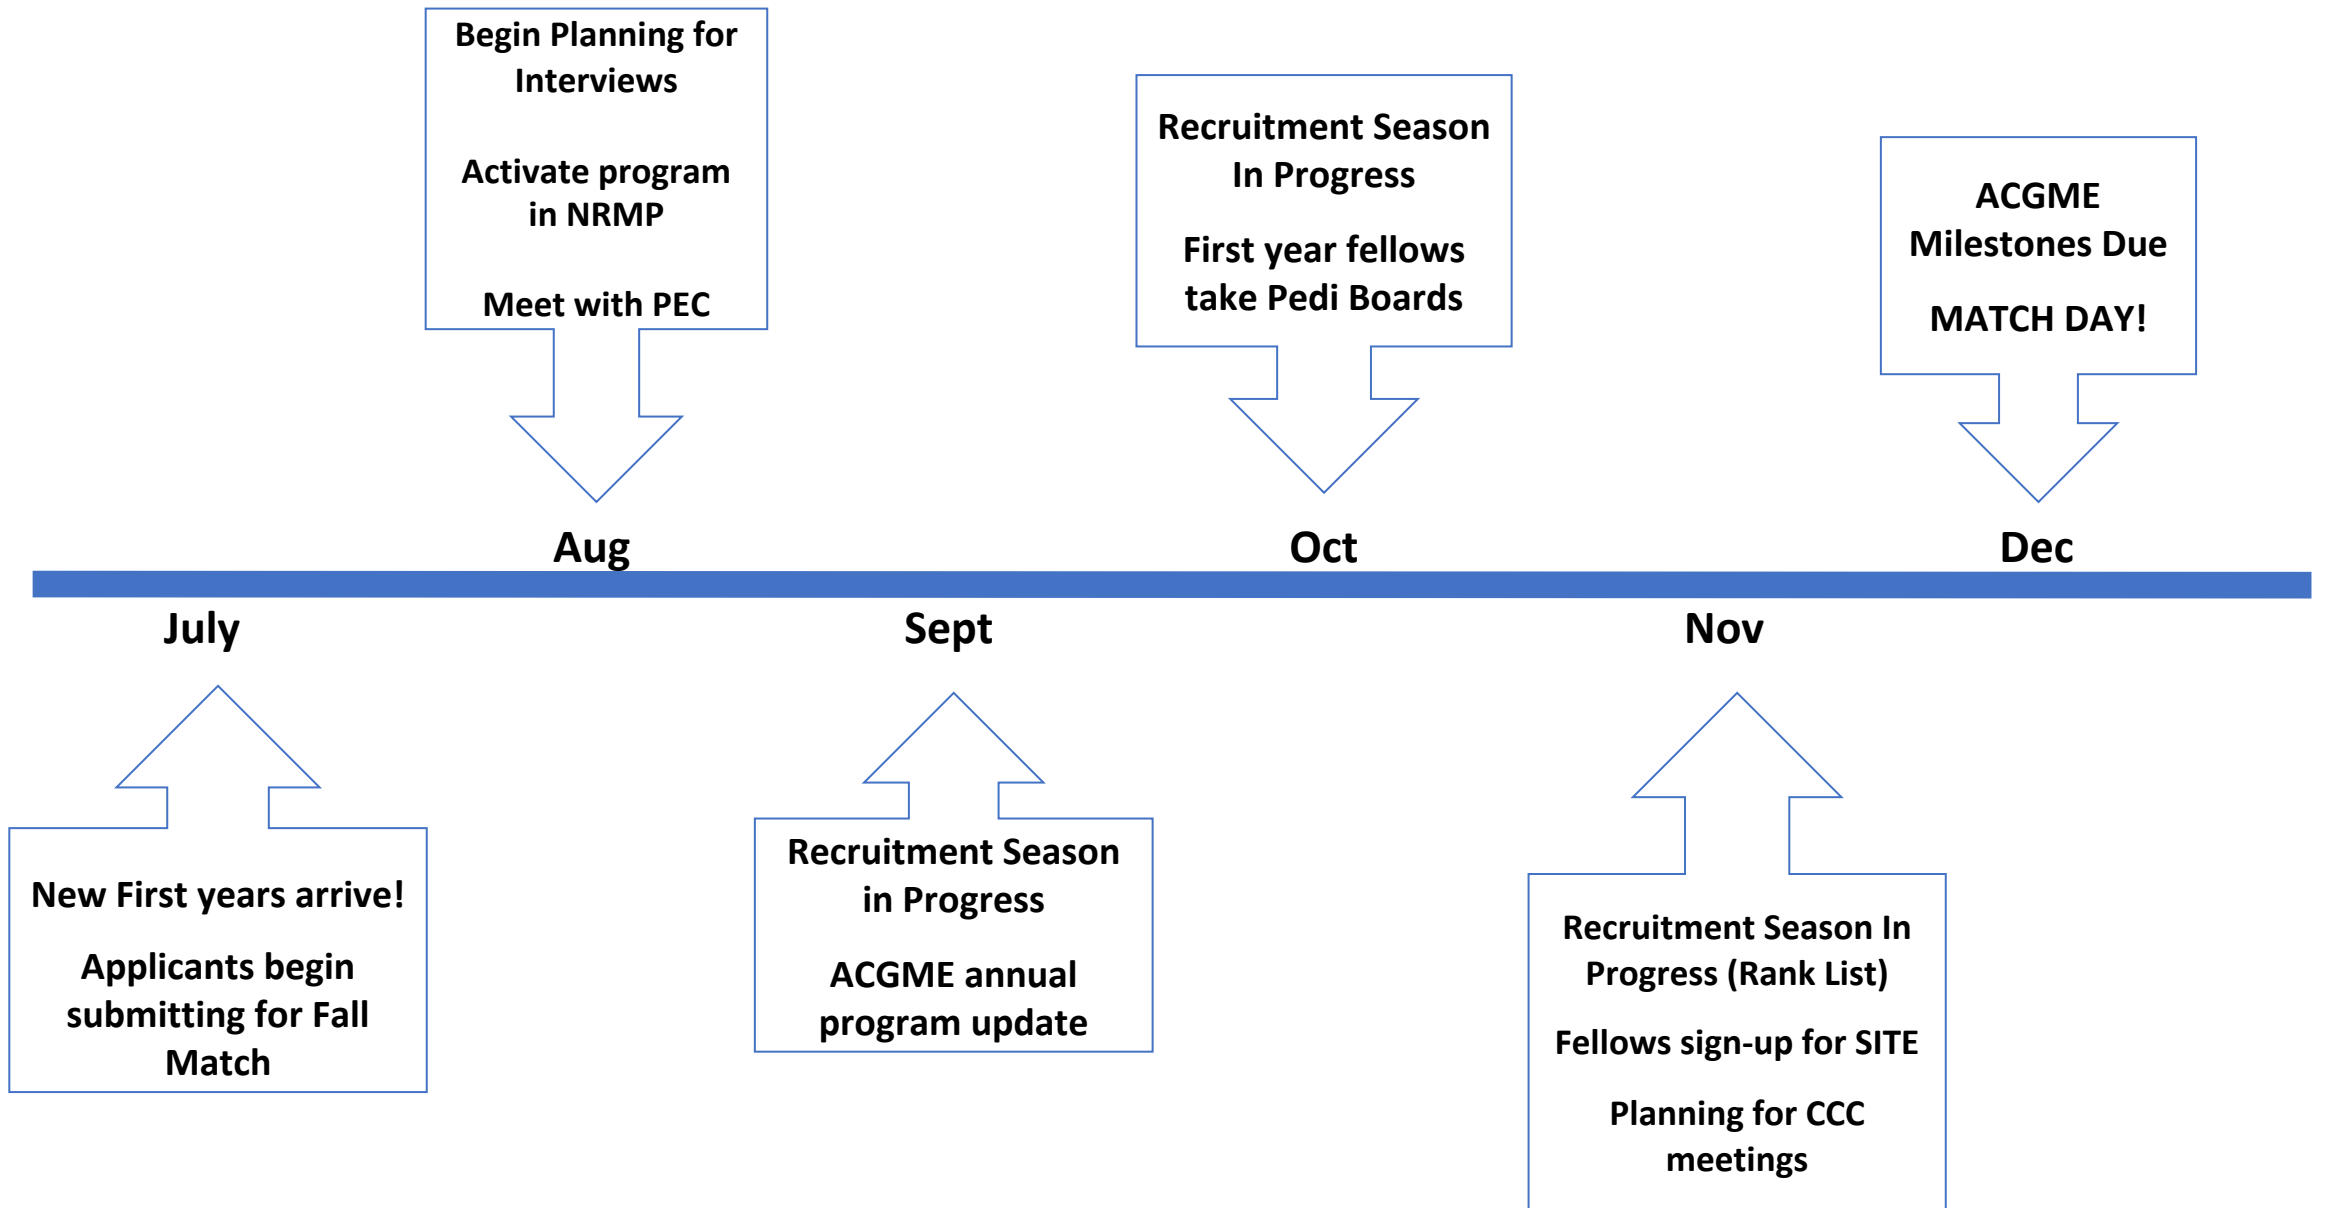 Begin Planning for
Interviews
Activate program
in NRMP
Meet with PEC
Recruitment Season
In Progress
First year fellows
take Pedi Boards
ACGME
Milestones Due
MATCH DAY!
Aug
Oct
Dec
July
Sept
Nov
New First years arrive!
Applicants begin
submitting for Fall
Match
Recruitment Season
in Progress
ACGME annual
program update
Recruitment Season In
Progress (Rank List)
Fellows sign-up for SITE
Planning for CCC
meetings